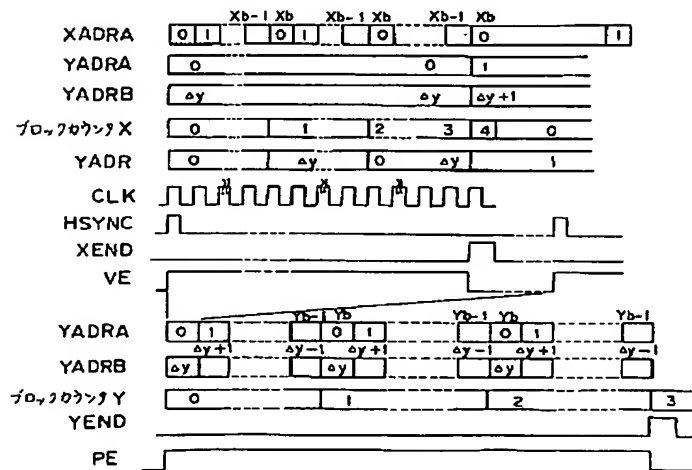 Xb-1 Xb Xb-1 Xb Xb-1 Xb
XADRA 0 1 0 1 0 0 1
YADRA 0 0 1
YADRB Δy Δy Δy+1
ブロックカウンタX 0 1 2 3 4 0
YADR 0 Δy 0 Δy 1
CLK
HSYNC
XEND
VE
Yb-1 Yb Yb-1 Yb Yb-1
YADRA 0 1 0 1 0 1
Δy+1 Δy-1 Δy+1 Δy-1 Δy+1 Δy-1
YADRB Δy Δy Δy
ブロックカウンタY 0 1 2 3
YEND
PE